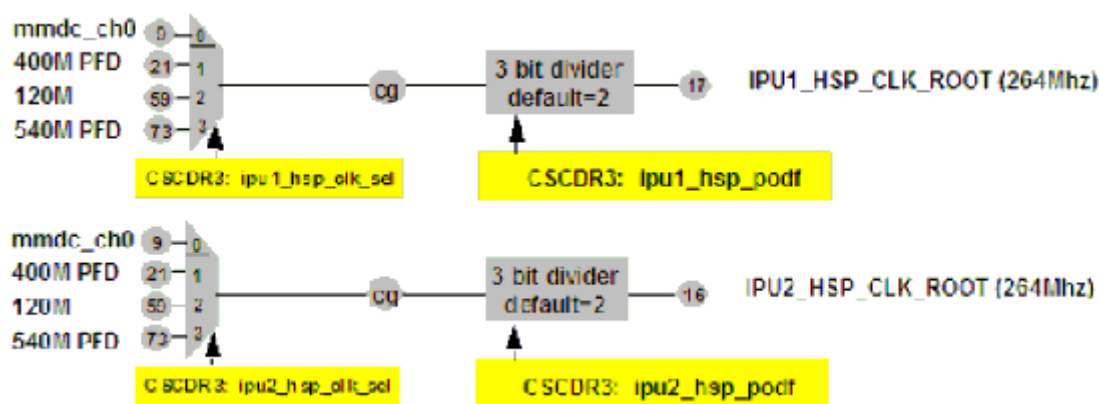 mmdc_ch0 9 0
400M PFD 21 1
120M 59 2
540M PFD 73 3
cg
3 bit divider
default=2
17
IPU1_HSP_CLK_ROOT (264Mhz)
CSCDR3: ipu1_hsp_clk_sel
CSCDR3: ipu1_hsp_podf
mmdc_ch0 9 0
400M PFD 21 1
120M 59 2
540M PFD 73 3
cg
3 bit divider
default=2
16
IPU2_HSP_CLK_ROOT (264Mhz)
CSCDR3: ipu2_hsp_clk_sel
CSCDR3: ipu2_hsp_podf